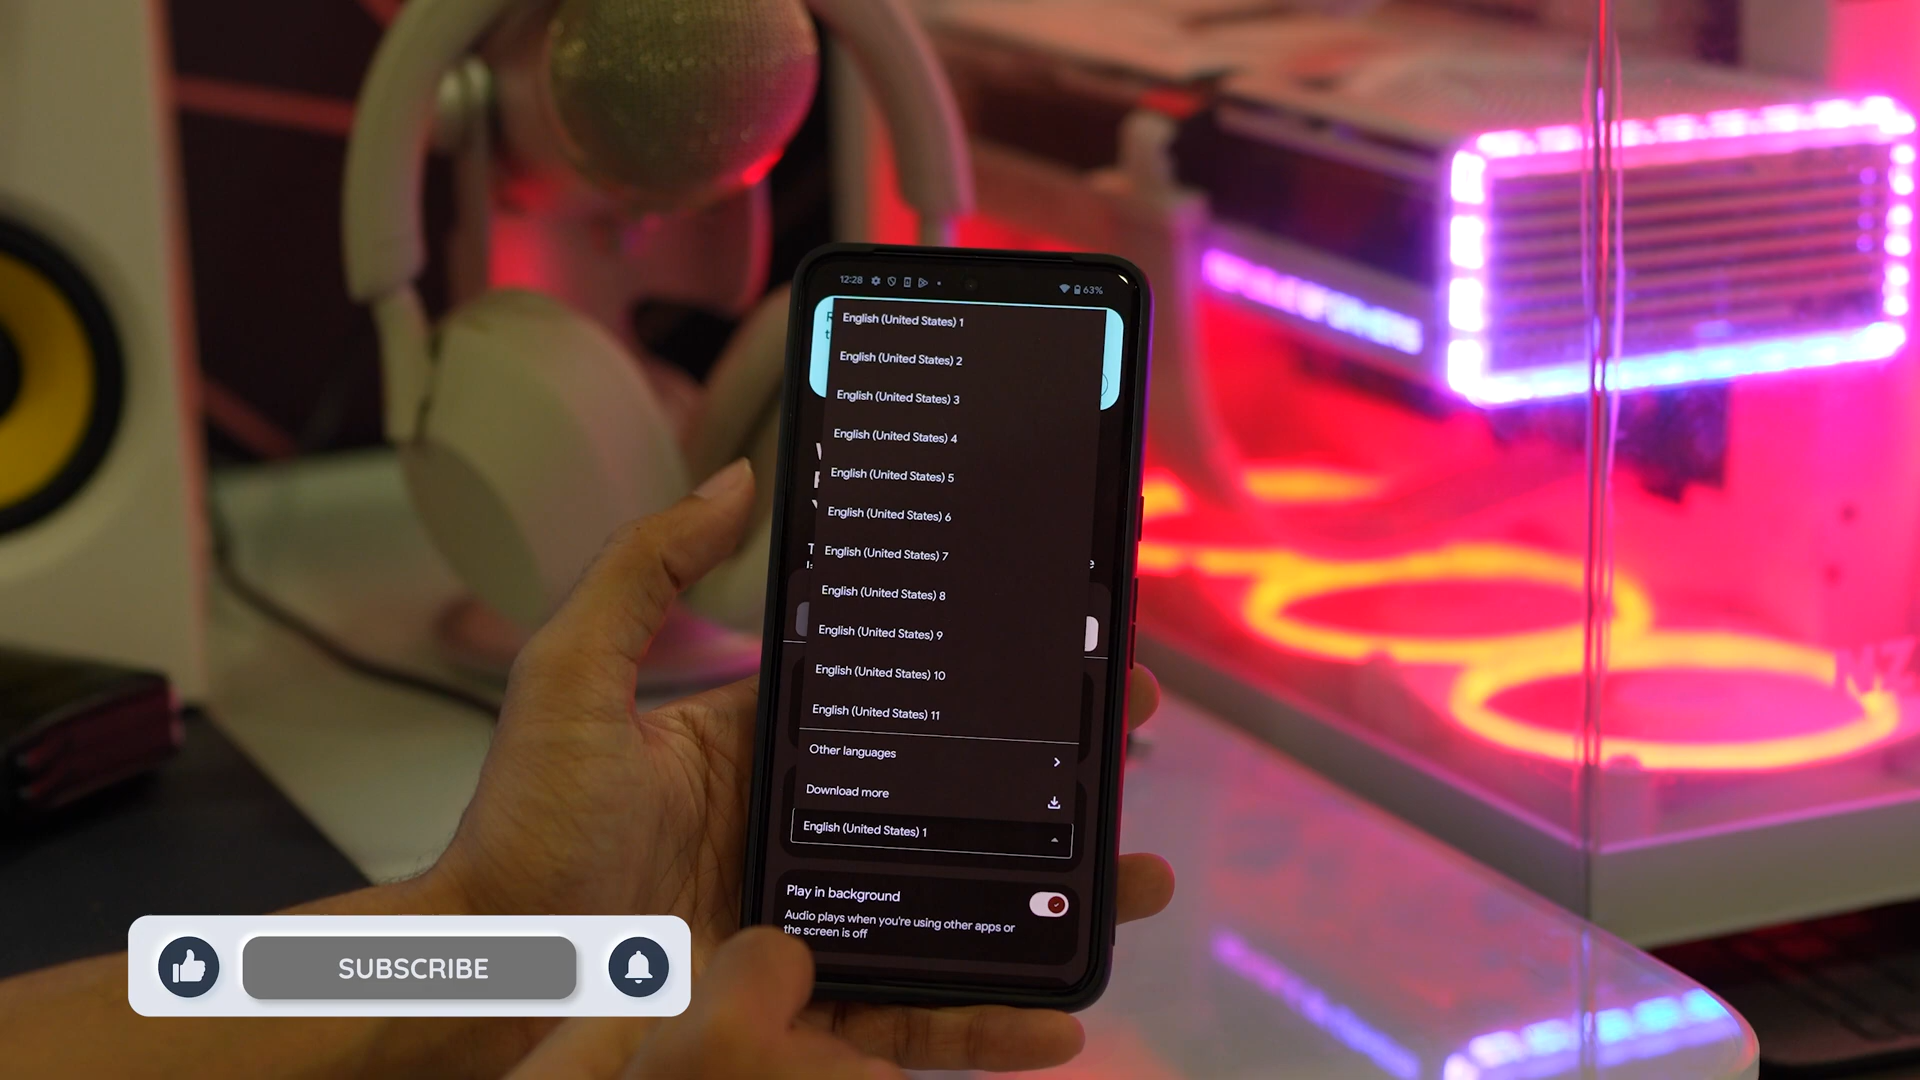 12:28
63%
English (United States) 1
English (United States) 2
English (United States) 3
English (United States) 4
English (United States) 5
English (United States) 6
English (United States) 7
English (United States) 8
English (United States) 9
English (United States) 10
English (United States) 11
Other languages
Download more
English (United States) 1
Play in background
Audio plays when you're using other apps or
the screen is off
SUBSCRIBE
NZ